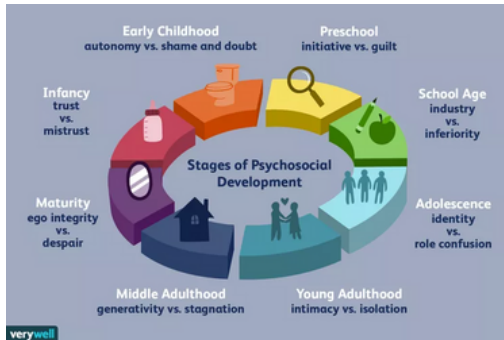 Early Childhood
autonomy vs. shame and doubt
Preschool
initiative vs. guilt
Infancy
trust
vs.
mistrust
School Age
industry
vs.
inferiority
Stages of Psychosocial
Development
Maturity
ego integrity
vs.
despair
Adolescence
identity
vs.
role confusion
Middle Adulthood
generativity vs. stagnation
Young Adulthood
intimacy vs. isolation
verywell